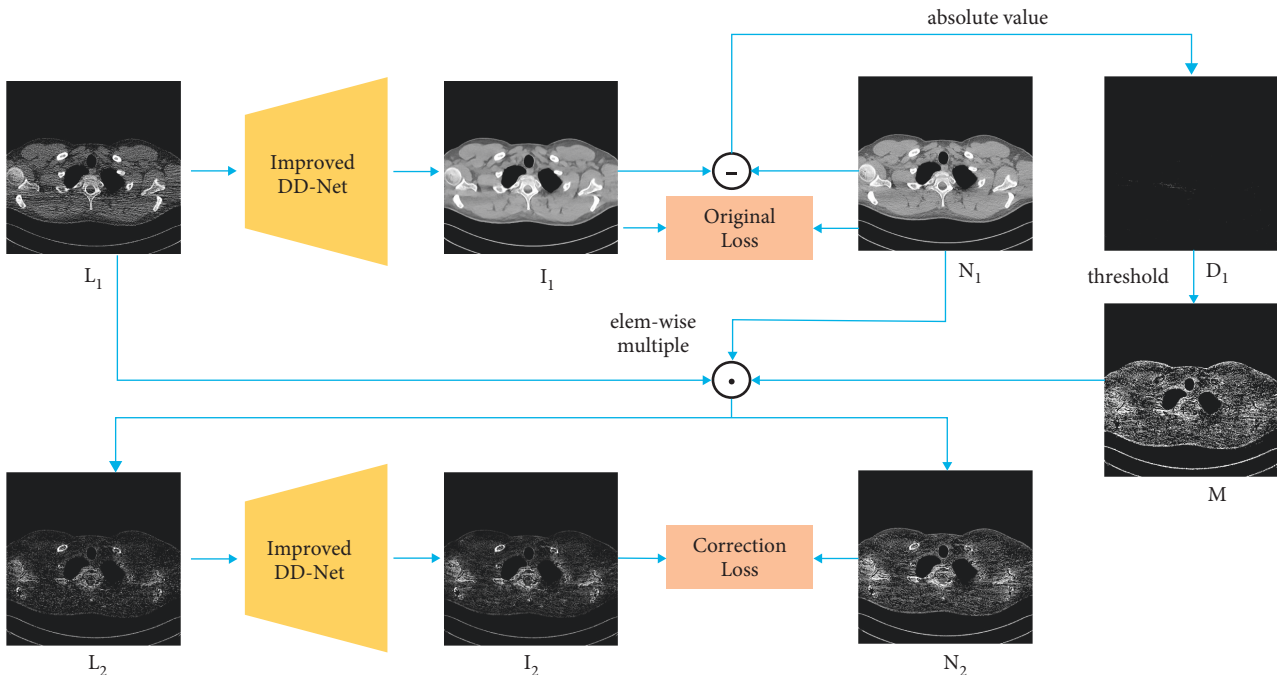 absolute value
Improved
DD-Net
–
Original
Loss
L₁
I₁
N₁
threshold
D₁
elem-wise
multiple
M
Improved
DD-Net
Correction
Loss
L₂
I₂
N₂